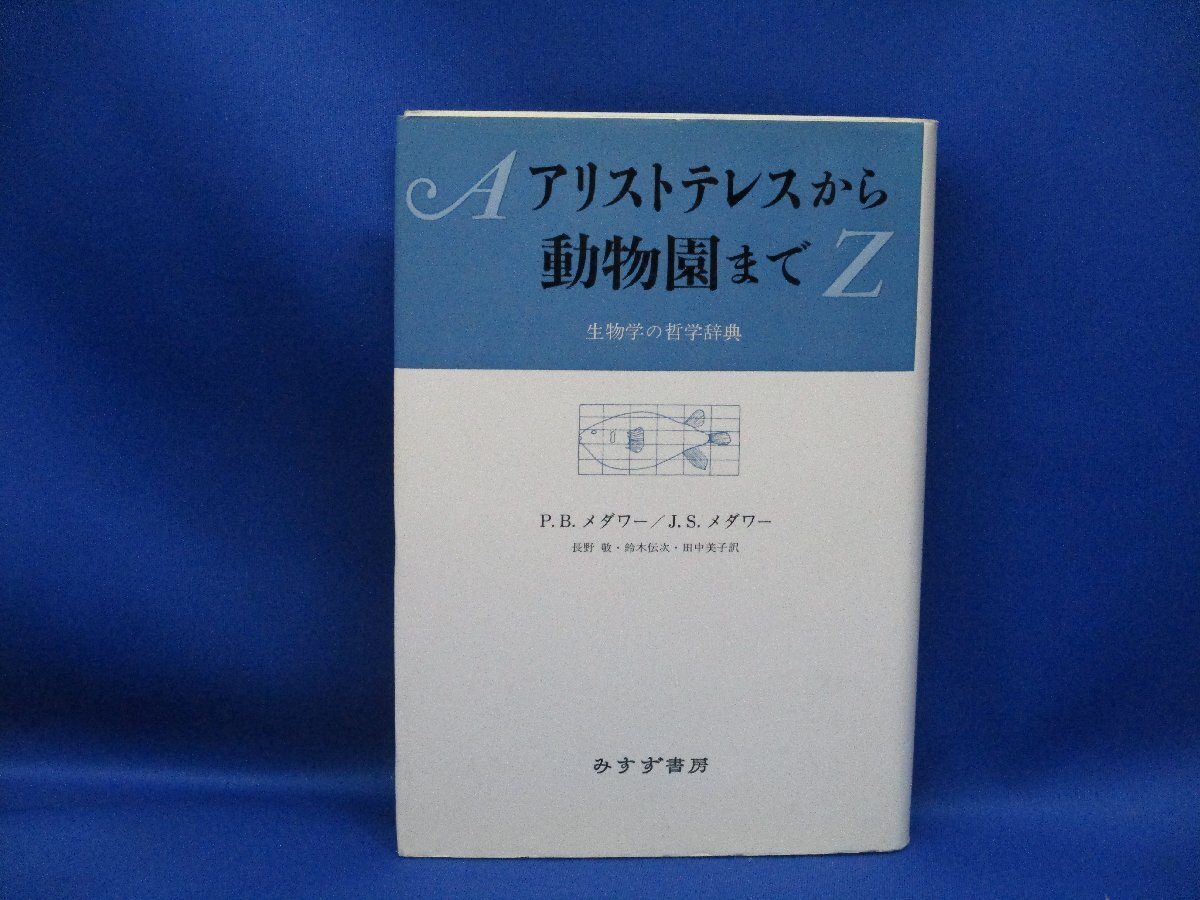 A アリストテレスから
動物園まで Z
生物学の哲学辞典
P. B. メダワー／J. S. メダワー
長野 敬・鈴木伝次・田中美子訳
みすず書房